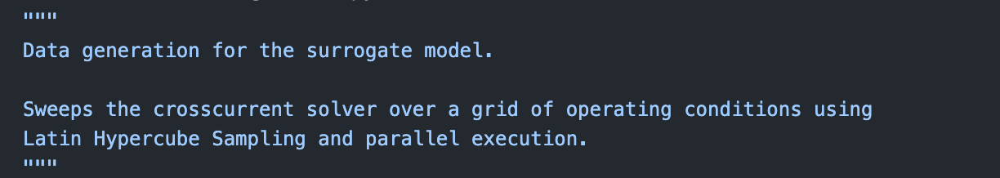 """
Data generation for the surrogate model.
Sweeps the crosscurrent solver over a grid of operating conditions using
Latin Hypercube Sampling and parallel execution.
"""